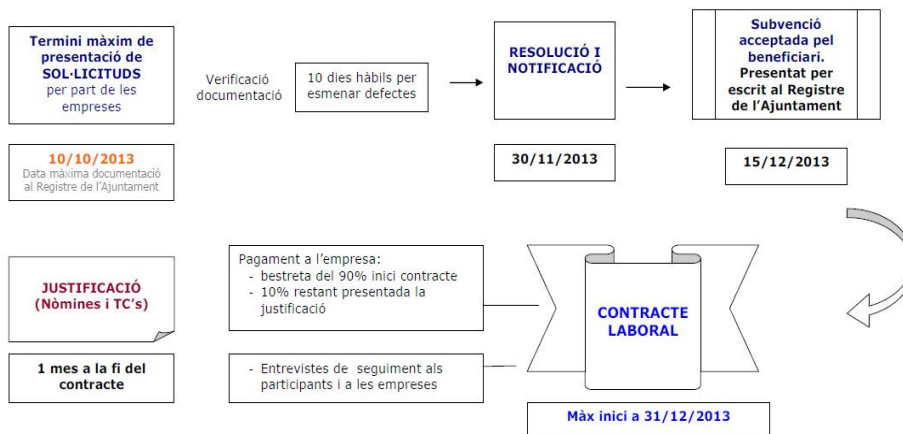 Termini màxim de
presentació de
SOL·LICITUDS
per part de les
empreses
Verificació
documentació
10 dies hàbils per
esmenar defectes
RESOLUCIÓ I
NOTIFICACIÓ
Subvenció
acceptada pel
beneficiari.
Presentat per
escrit al Registre
de l'Ajuntament
10/10/2013
Data màxima documentació
al Registre de l'Ajuntament
30/11/2013
15/12/2013
JUSTIFICACIÓ
(Nòmines i TC's)
1 mes a la fi del
contracte
Pagament a l'empresa:
- bestreta del 90% inici contracte
- 10% restant presentada la
justificació
- Entrevistes de seguiment als
participants i a les empreses
CONTRACTE
LABORAL
Màx inici a 31/12/2013